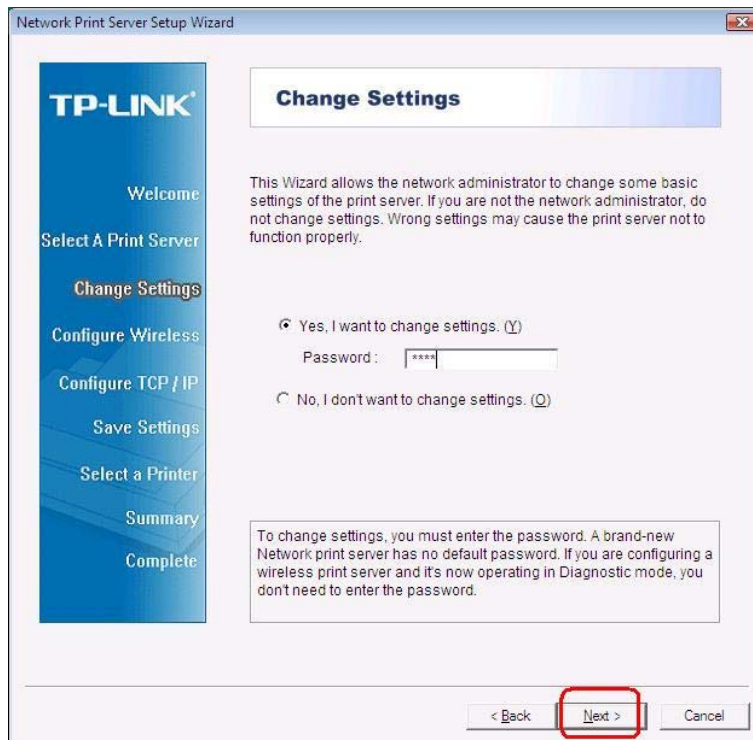 Network Print Server Setup Wizard
TP-LINK
Welcome
Select A Print Server
Change Settings
Configure Wireless
Configure TCP / IP
Save Settings
Select a Printer
Summary
Complete
Change Settings
This Wizard allows the network administrator to change some basic
settings of the print server. If you are not the network administrator, do
not change settings. Wrong settings may cause the print server not to
function properly.
Yes, I want to change settings. (Y)
Password : ****
No, I don't want to change settings. (O)
To change settings, you must enter the password. A brand-new
Network print server has no default password. If you are configuring a
wireless print server and it's now operating in Diagnostic mode, you
don't need to enter the password.
< Back Next > Cancel